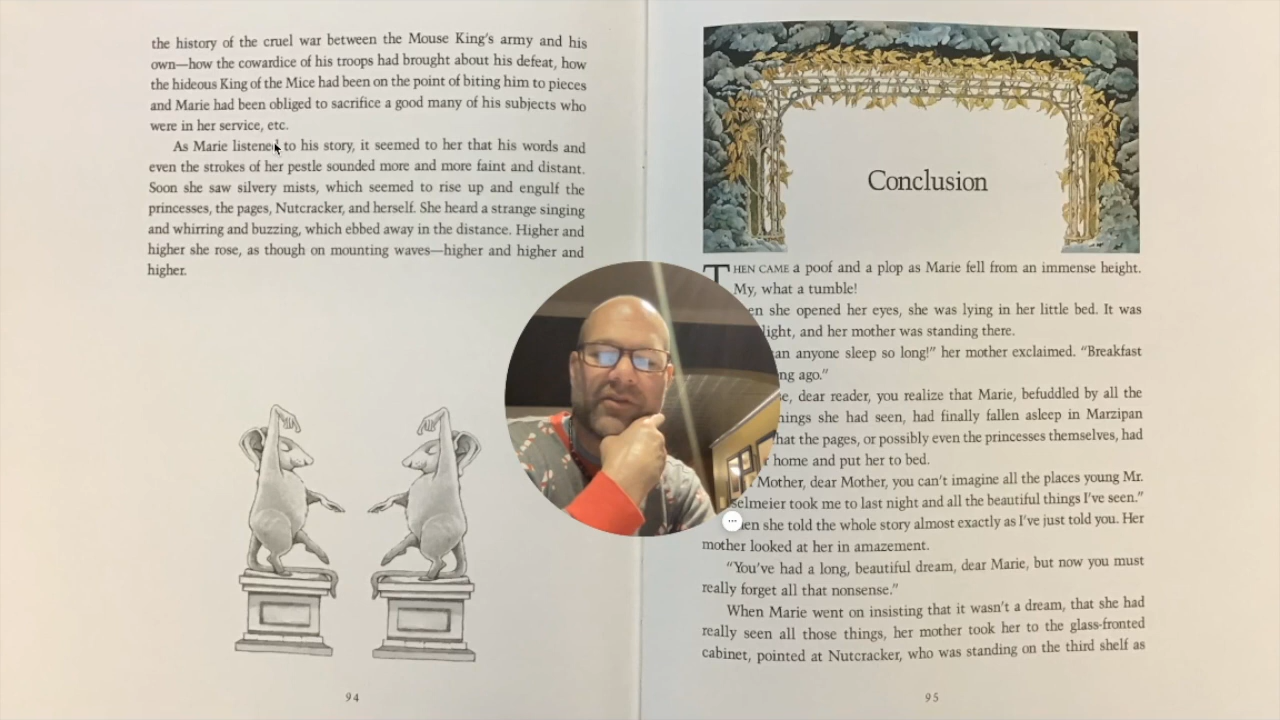 the history of the cruel war between the Mouse King's army and his
own—how the cowardice of his troops had brought about his defeat, how
the hideous King of the Mice had been on the point of biting him to pieces
and Marie had been obliged to sacrifice a good many of his subjects who
were in her service, etc.
As Marie listened to his story, it seemed to her that his words and
even the strokes of her pestle sounded more and more faint and distant.
Soon she saw silvery mists, which seemed to rise up and engulf the
princesses, the pages, Nutcracker, and herself. She heard a strange singing
and whirring and buzzing, which ebbed away in the distance. Higher and
higher she rose, as though on mounting waves—higher and higher and
higher.
94
Conclusion
THEN CAME a poof and a plop as Marie fell from an immense height.
My, what a tumble!
en she opened her eyes, she was lying in her little bed. It was
light, and her mother was standing there.
an anyone sleep so long!" her mother exclaimed. "Breakfast
ng ago."
e, dear reader, you realize that Marie, befuddled by all the
ings she had seen, had finally fallen asleep in Marzipan
hat the pages, or possibly even the princesses themselves, had
r home and put her to bed.
Mother, dear Mother, you can't imagine all the places young Mr.
selmeier took me to last night and all the beautiful things I've seen."
en she told the whole story almost exactly as I've just told you. Her
mother looked at her in amazement.
"You've had a long, beautiful dream, dear Marie, but now you must
really forget all that nonsense."
When Marie went on insisting that it wasn't a dream, that she had
really seen all those things, her mother took her to the glass-fronted
cabinet, pointed at Nutcracker, who was standing on the third shelf as
95